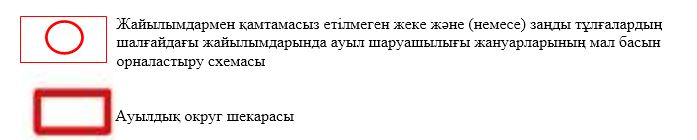 Жайылымдармен қамтамасыз етілмеген жеке және (немесе) заңды тұлғалардың
шалғайдағы жайылымдарында ауыл шаруашылығы жануарларының мал басын
орналастыру схемасы
Ауылдық округ шекарасы